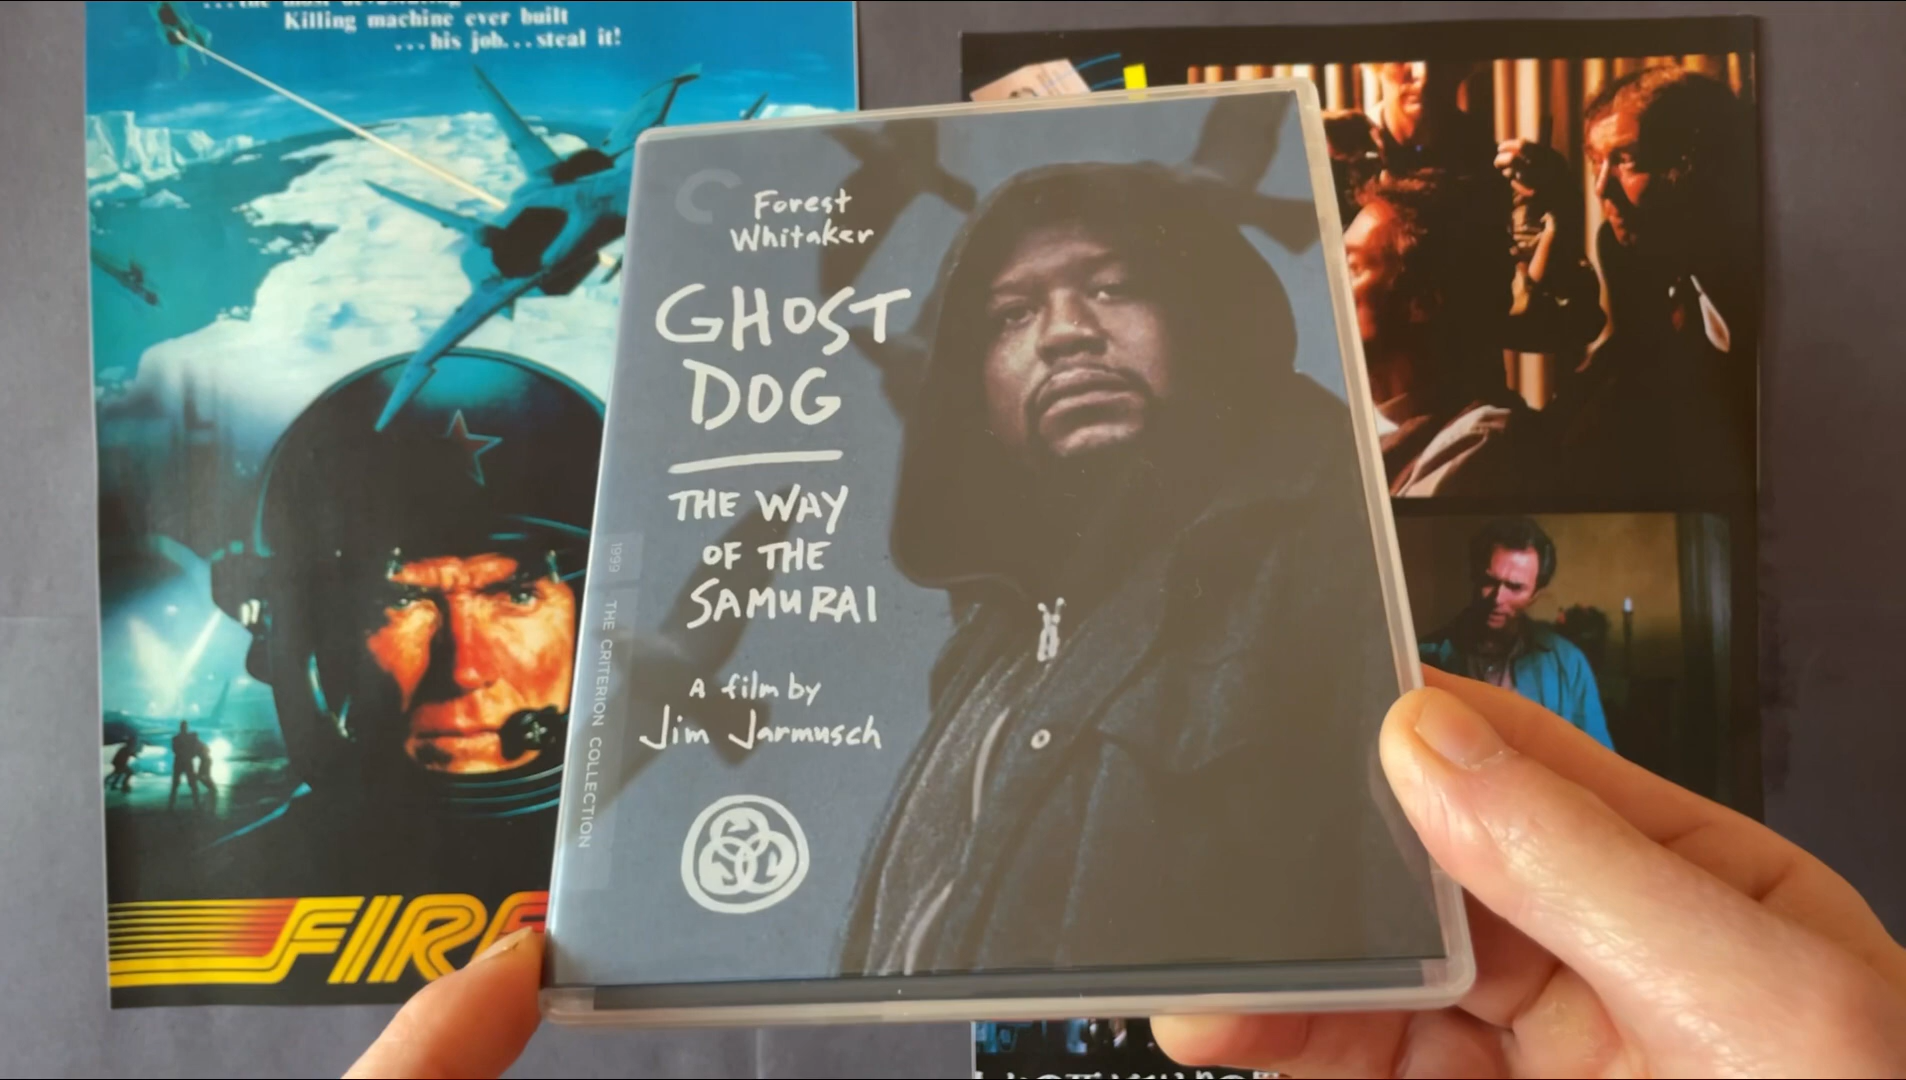 Killing machine ever built
...his job...steal it!
Forest
Whitaker
GHOST
DOG
THE WAY
OF THE
SAMURAI
A film by
Jim Jarmusch
1999
THE CRITERION COLLECTION